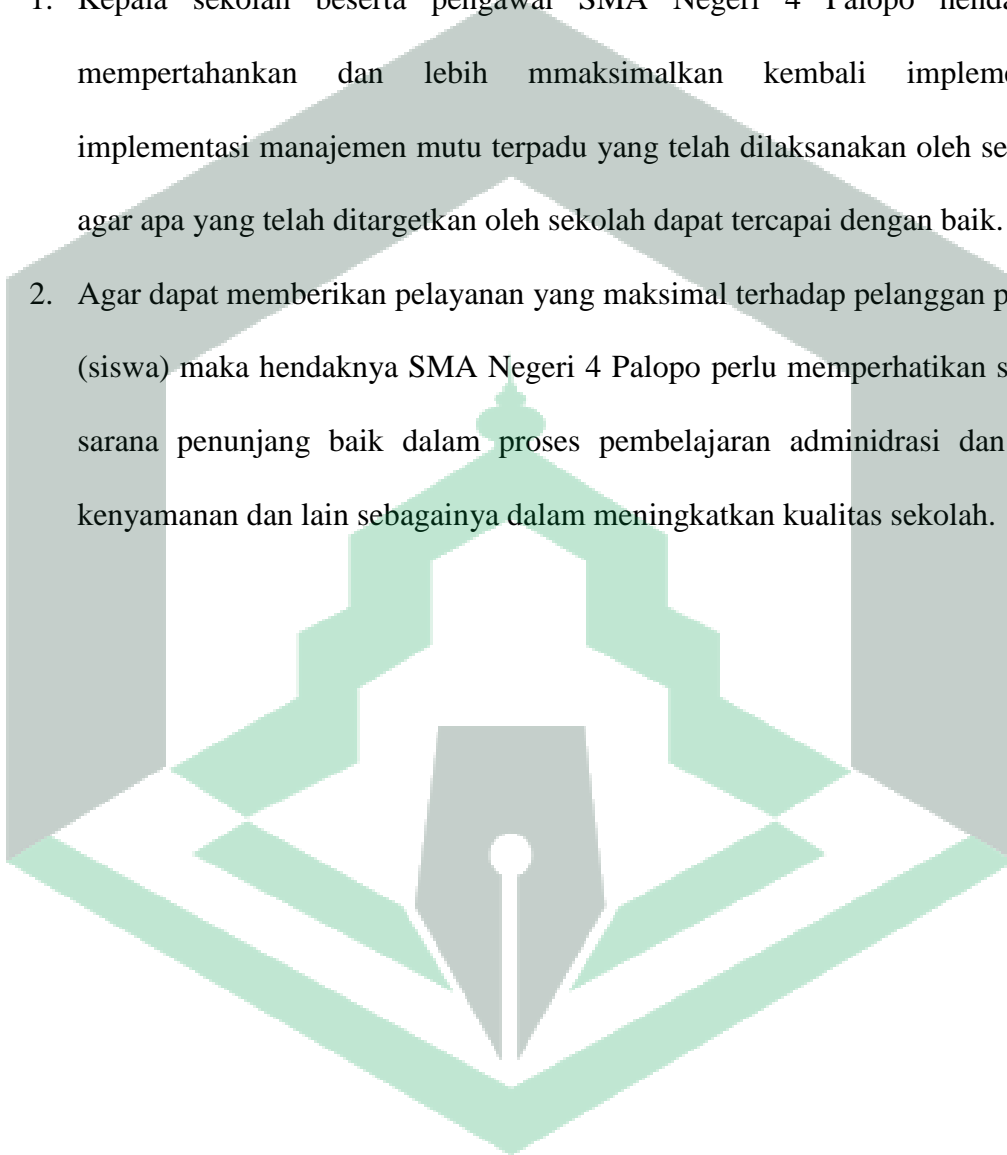 1. Kepala sekolah beserta pengawai SMA Negeri 4 Palopo
mempertahankan dan lebih mmaksimalkan kembali
implementasi manajemen mutu terpadu yang telah dilaksanakan oleh
agar apa yang telah ditargetkan oleh sekolah dapat tercapai dengan baik.
2. Agar dapat memberikan pelayanan yang maksimal terhadap pelanggan
(siswa) maka hendaknya SMA Negeri 4 Palopo perlu memperhatikan
sarana penunjang baik dalam proses pembelajaran adminidrasi dan
kenyamanan dan lain sebagainya dalam meningkatkan kualitas sekolah.